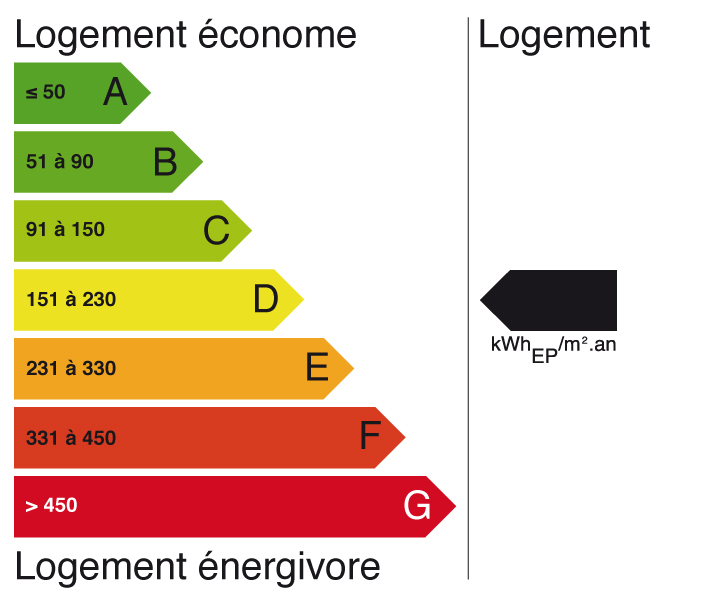 Logement économe
≤ 50 A
51 à 90 B
91 à 150 C
151 à 230 D
231 à 330 E
331 à 450 F
> 450 G
Logement énergivore
Logement
kWhEP/m².an